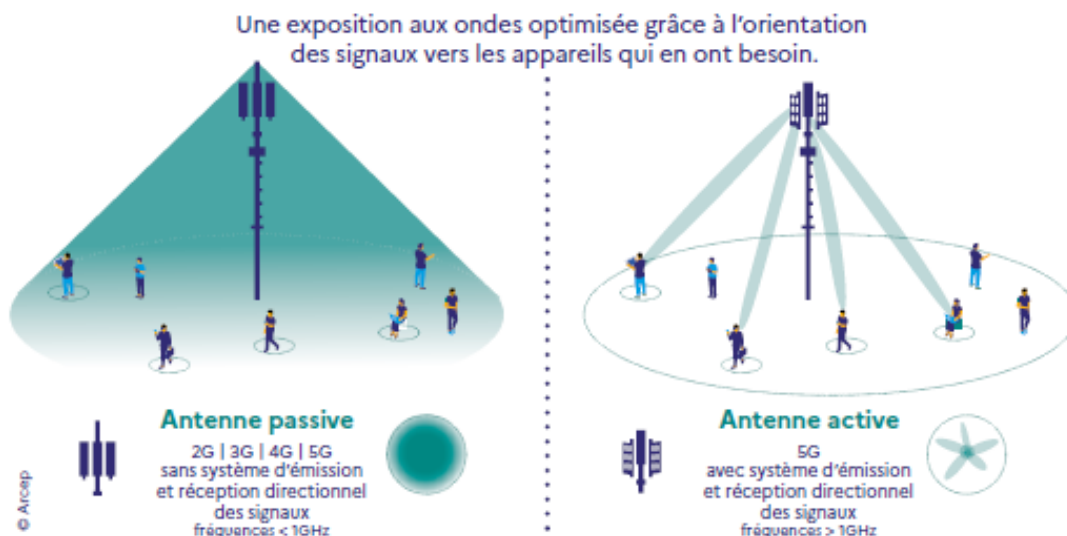 Une exposition aux ondes optimisée grâce à l'orientation
des signaux vers les appareils qui en ont besoin.
Antenne passive
2G | 3G | 4G | 5G
sans système d'émission
et réception directionnel
des signaux
fréquences < 1GHz
Antenne active
5G
avec système d'émission
et réception directionnel
des signaux
fréquences > 1GHz
© Arcep